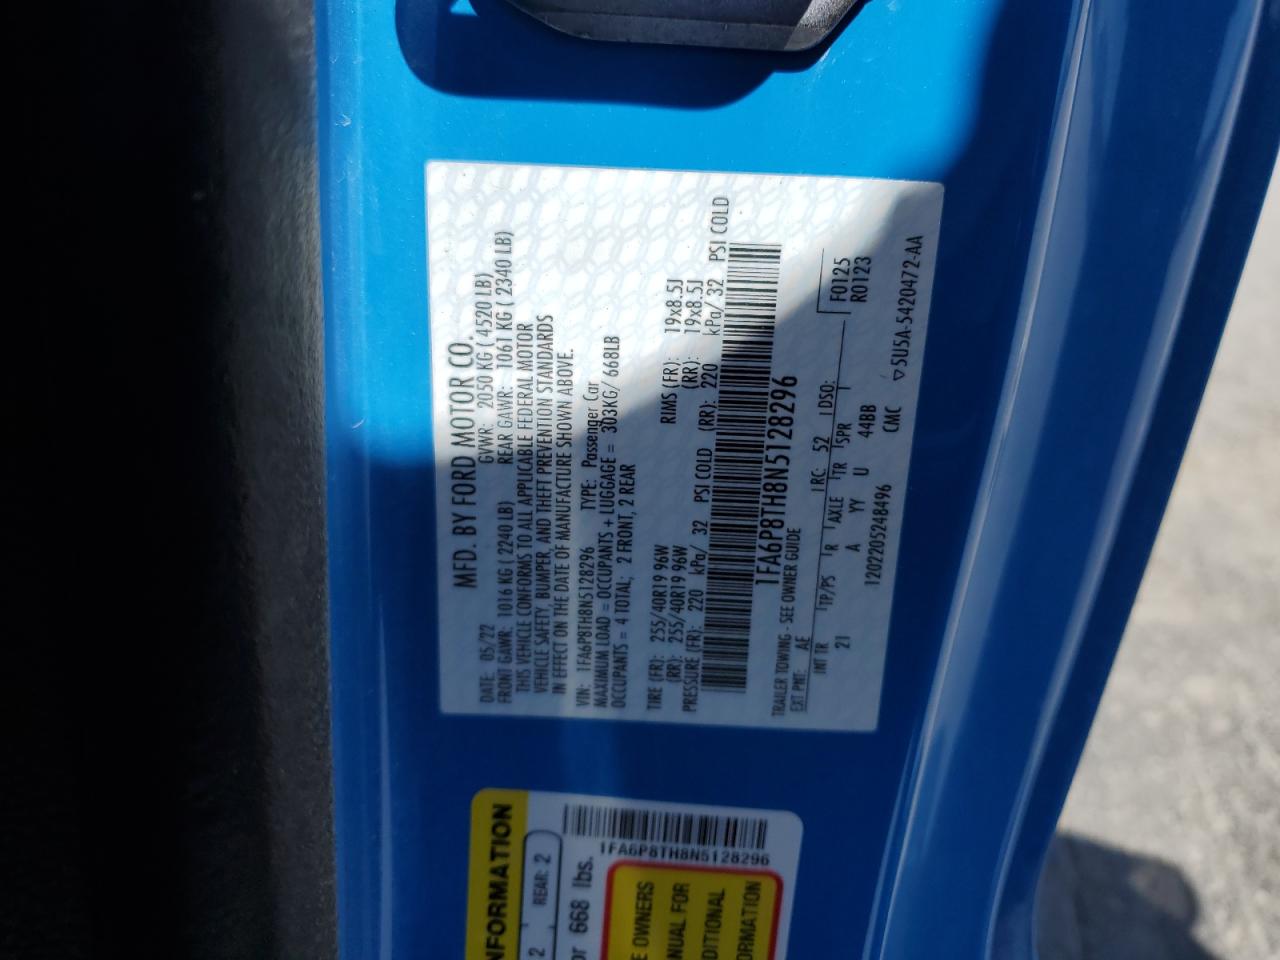 MFD. BY FORD MOTOR CO.
DATE: 05/22 GVWR: 2050 KG ( 4520 LB)
FRONT GAWR: 1016 KG ( 2240 LB) REAR GAWR: 1061 KG ( 2340 LB)
THIS VEHICLE CONFORMS TO ALL APPLICABLE FEDERAL MOTOR
VEHICLE SAFETY, BUMPER, AND THEFT PREVENTION STANDARDS
IN EFFECT ON THE DATE OF MANUFACTURE SHOWN ABOVE.
VIN: 1FA6P8TH8N5128296 TYPE: Passenger Car
MAXIMUM LOAD = OCCUPANTS + LUGGAGE = 303KG/ 668LB
OCCUPANTS = 4 TOTAL; 2 FRONT, 2 REAR
TIRE (FR): 255/40R19 96W RIMS (FR): 19x8.5J
(RR): 255/40R19 96W (RR): 19x8.5J
PRESSURE (FR): 220 kPa/ 32 PSI COLD (RR): 220 kPa/ 32 PSI COLD
1FA6P8TH8N5128296
TRAILER TOWING - SEE OWNER GUIDE
EXT PNT: AE RC: 52 DSO: F0125
R0123
INT TR TP/PS R AXLE TR SPR
21 A YY U 44BB
1202205248496 CMC ▽5U5A-5420472-AA
NFORMATION
2 REAR: 2
or 668 lbs.
1FA6P8TH8N5128296
E OWNERS
ANUAL FOR
DITIONAL
ORMATION